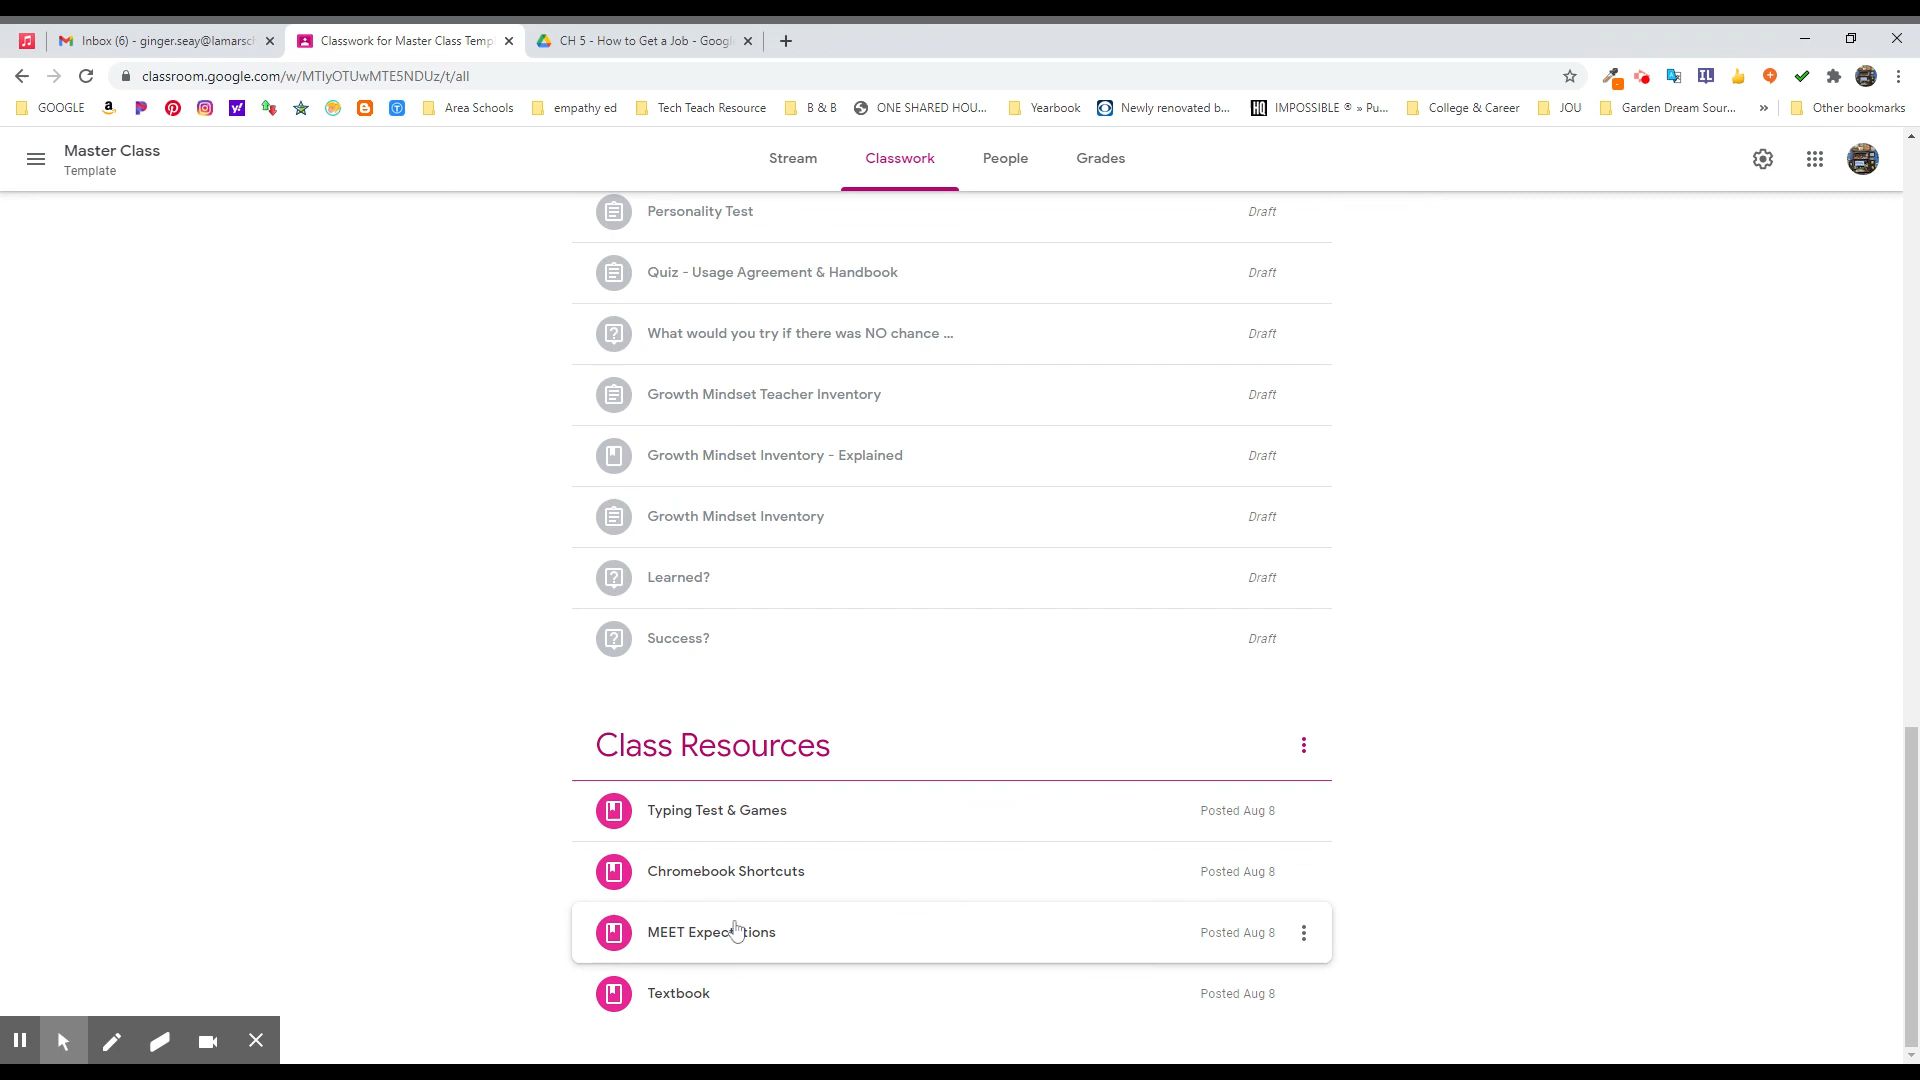 Inbox (6) - ginger.seay@lamarsch
Classwork for Master Class Temp
CH 5 - How to Get a Job - Googl
classroom.google.com/w/MTIyOTUwMTE5NDUz/t/all
GOOGLE
Area Schools
empathy ed
Tech Teach Resource
B & B
ONE SHARED HOU...
Yearbook
Newly renovated b...
IMPOSSIBLE ® » Pu...
College & Career
JOU
Garden Dream Sour...
»
Other bookmarks
Master Class
Template
Stream
Classwork
People
Grades
Personality Test
Draft
Quiz - Usage Agreement & Handbook
Draft
What would you try if there was NO chance ...
Draft
Growth Mindset Teacher Inventory
Draft
Growth Mindset Inventory - Explained
Draft
Growth Mindset Inventory
Draft
Learned?
Draft
Success?
Draft
Class Resources
Typing Test & Games
Posted Aug 8
Chromebook Shortcuts
Posted Aug 8
MEET Expectations
Posted Aug 8
Textbook
Posted Aug 8